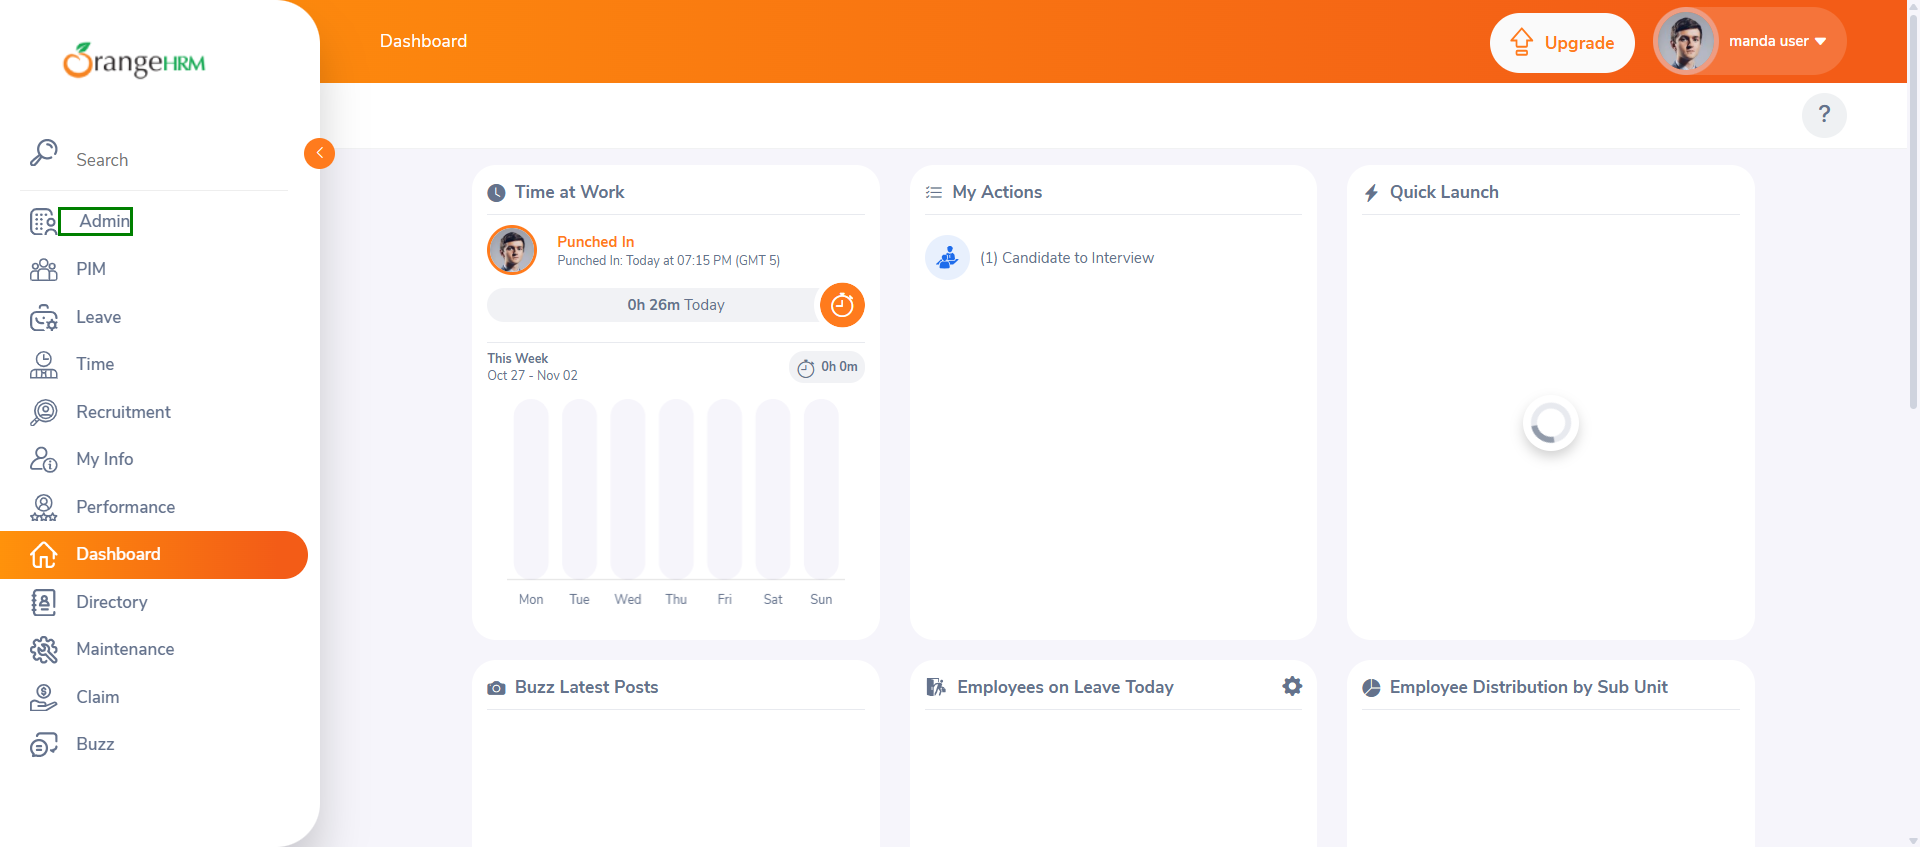 OrangeHRM
Dashboard
Upgrade
manda user
?
Search
Admin
PIM
Leave
Time
Recruitment
My Info
Performance
Dashboard
Directory
Maintenance
Claim
Buzz
Time at Work
Punched In
Punched In: Today at 07:15 PM (GMT 5)
0h 26m Today
This Week
Oct 27 - Nov 02
0h 0m
Mon Tue Wed Thu Fri Sat Sun
My Actions
(1) Candidate to Interview
Quick Launch
Buzz Latest Posts
Employees on Leave Today
Employee Distribution by Sub Unit